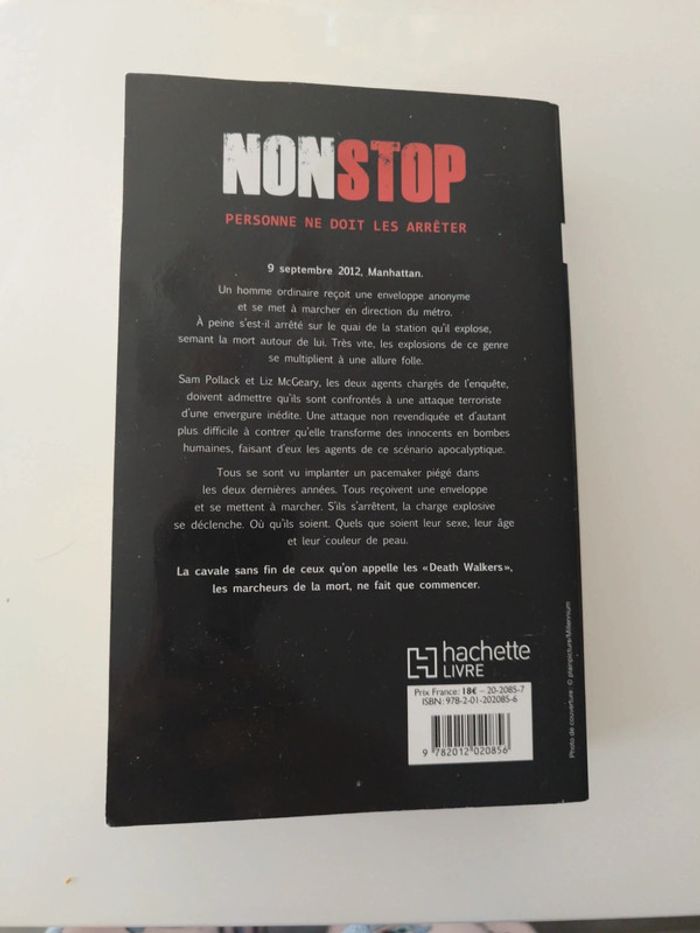 NONSTOP
PERSONNE NE DOIT LES ARRÊTER
9 septembre 2012, Manhattan.
Un homme ordinaire reçoit une enveloppe anonyme
et se met à marcher en direction du métro.
À peine s'est-il arrêté sur le quai de la station qu'il explose,
semant la mort autour de lui. Très vite, les explosions de ce genre
se multiplient à une allure folle.
Sam Pollack et Liz McGeary, les deux agents chargés de l'enquête,
doivent admettre qu'ils sont confrontés à une attaque terroriste
d'une envergure inédite. Une attaque non revendiquée et d'autant
plus difficile à contrer qu'elle transforme des innocents en bombes
humaines, faisant d'eux les agents de ce scénario apocalyptique.
Tous se sont vu implanter un pacemaker piégé dans
les deux dernières années. Tous reçoivent une enveloppe
et se mettent à marcher. S'ils s'arrêtent, la charge explosive
se déclenche. Où qu'ils soient. Quels que soient leur sexe, leur âge
et leur couleur de peau.
La cavale sans fin de ceux qu'on appelle les «Death Walkers»,
les marcheurs de la mort, ne fait que commencer.
hachette
LIVRE
Prix France: 18€ – 20-2085-7
ISBN: 978-2-01-202085-6
9 782012 020856
Photo de couverture : © plainpicture/Millennium